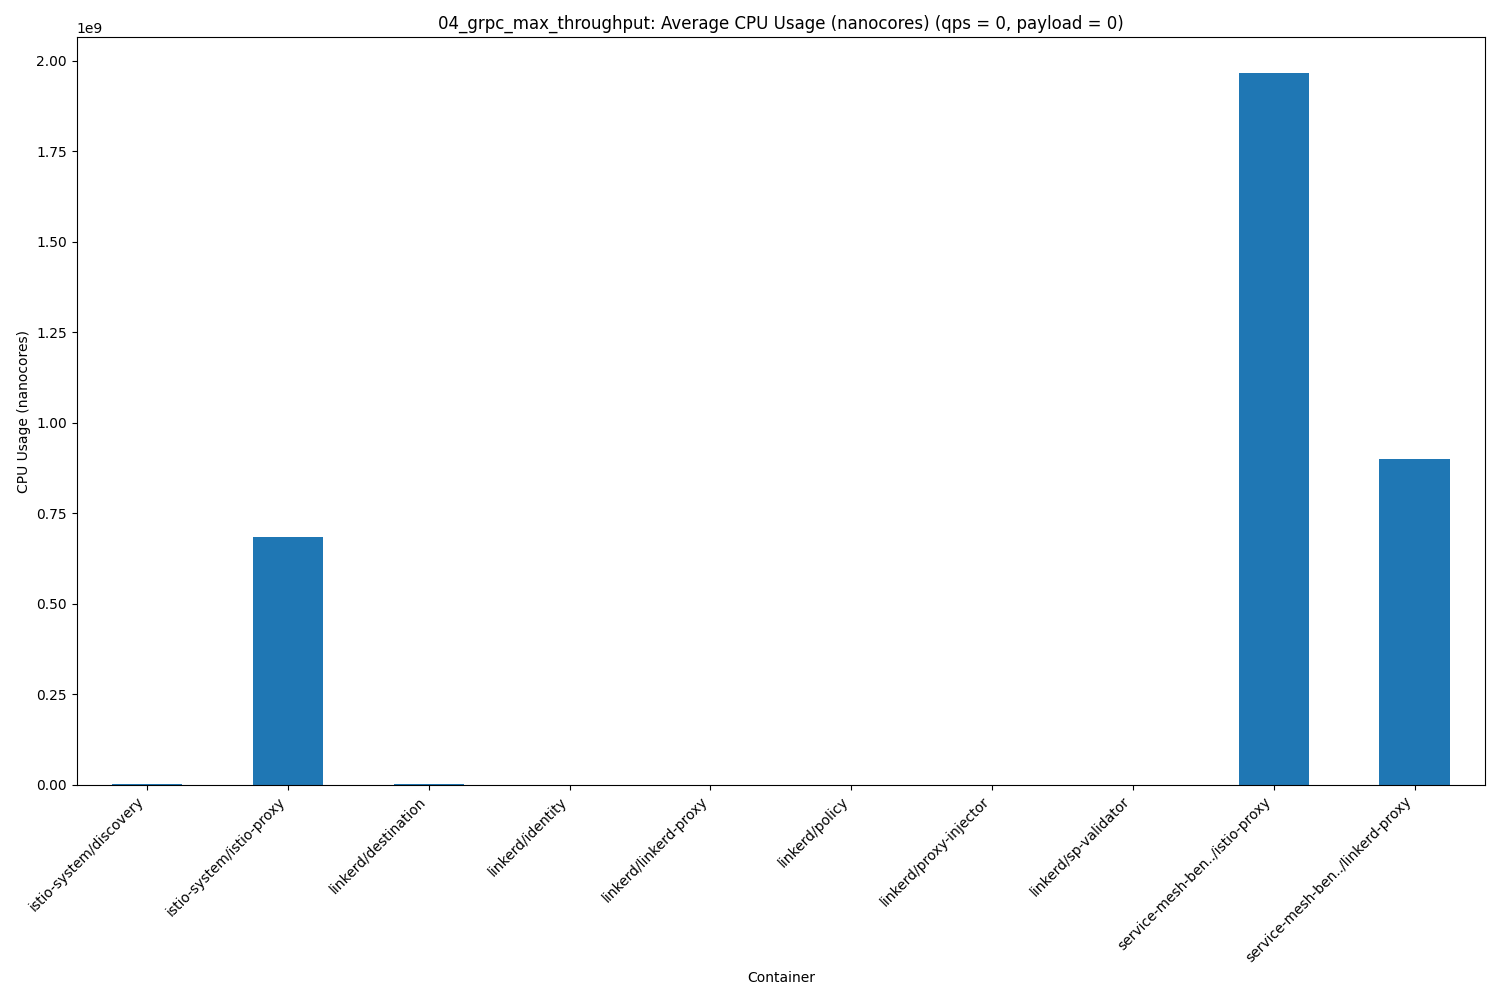 04_grpc_max_throughput: Average CPU Usage (nanocores) (qps = 0, payload = 0)
1e9
2.00
1.75
1.50
1.25
1.00
0.75
0.50
0.25
0.00
CPU Usage (nanocores)
istio-system/discovery
istio-system/istio-proxy
linkerd/destination
linkerd/identity
linkerd/linkerd-proxy
linkerd/policy
linkerd/proxy-injector
linkerd/sp-validator
service-mesh-ben../istio-proxy
service-mesh-ben../linkerd-proxy
Container